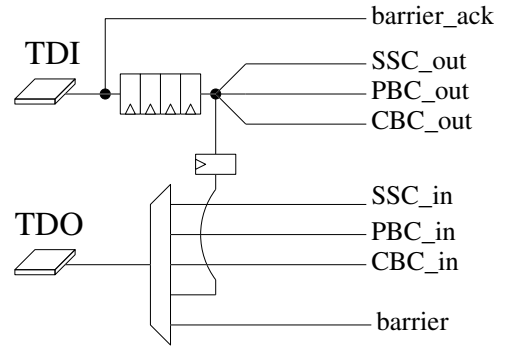 barrier_ack
TDI
SSC_out
PBC_out
CBC_out
SSC_in
TDO
PBC_in
CBC_in
barrier